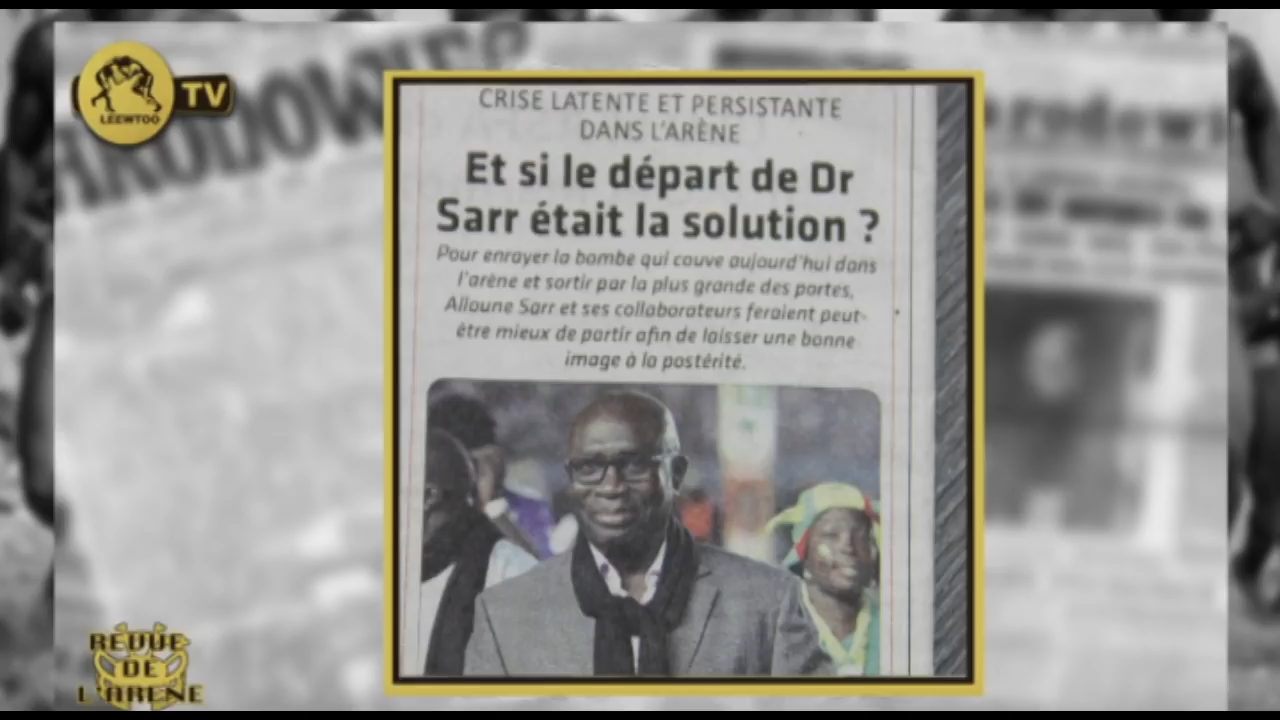 LEEWTOO
TV
CRISE LATENTE ET PERSISTANTE
DANS L'ARÈNE
Et si le départ de Dr
Sarr était la solution ?
Pour enrayer la bombe qui couve aujourd'hui dans
l'arène et sortir par la plus grande des portes,
Alioune Sarr et ses collaborateurs feraient peut-
être mieux de partir afin de laisser une bonne
image à la postérité.
REVUE
DE
L'ARENE